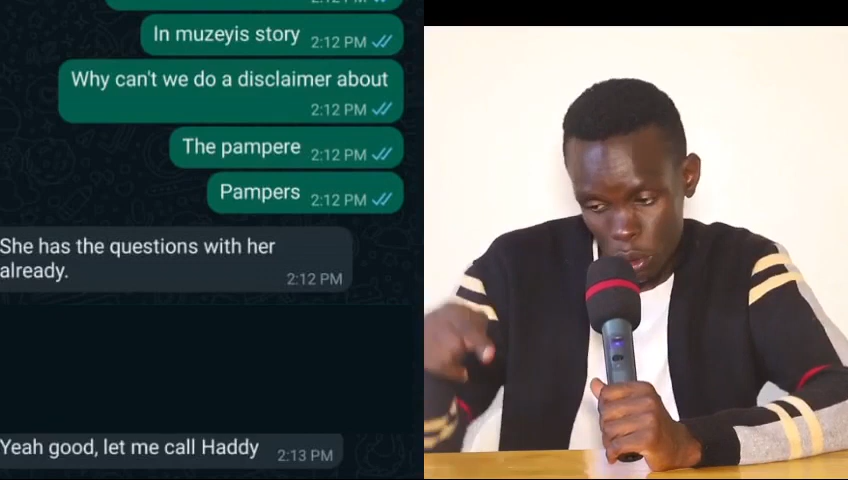 In muzeyis story 2:12 PM
Why can't we do a disclaimer about
2:12 PM
The pampere 2:12 PM
Pampers 2:12 PM
She has the questions with her
already.
2:12 PM
Yeah good, let me call Haddy 2:13 PM